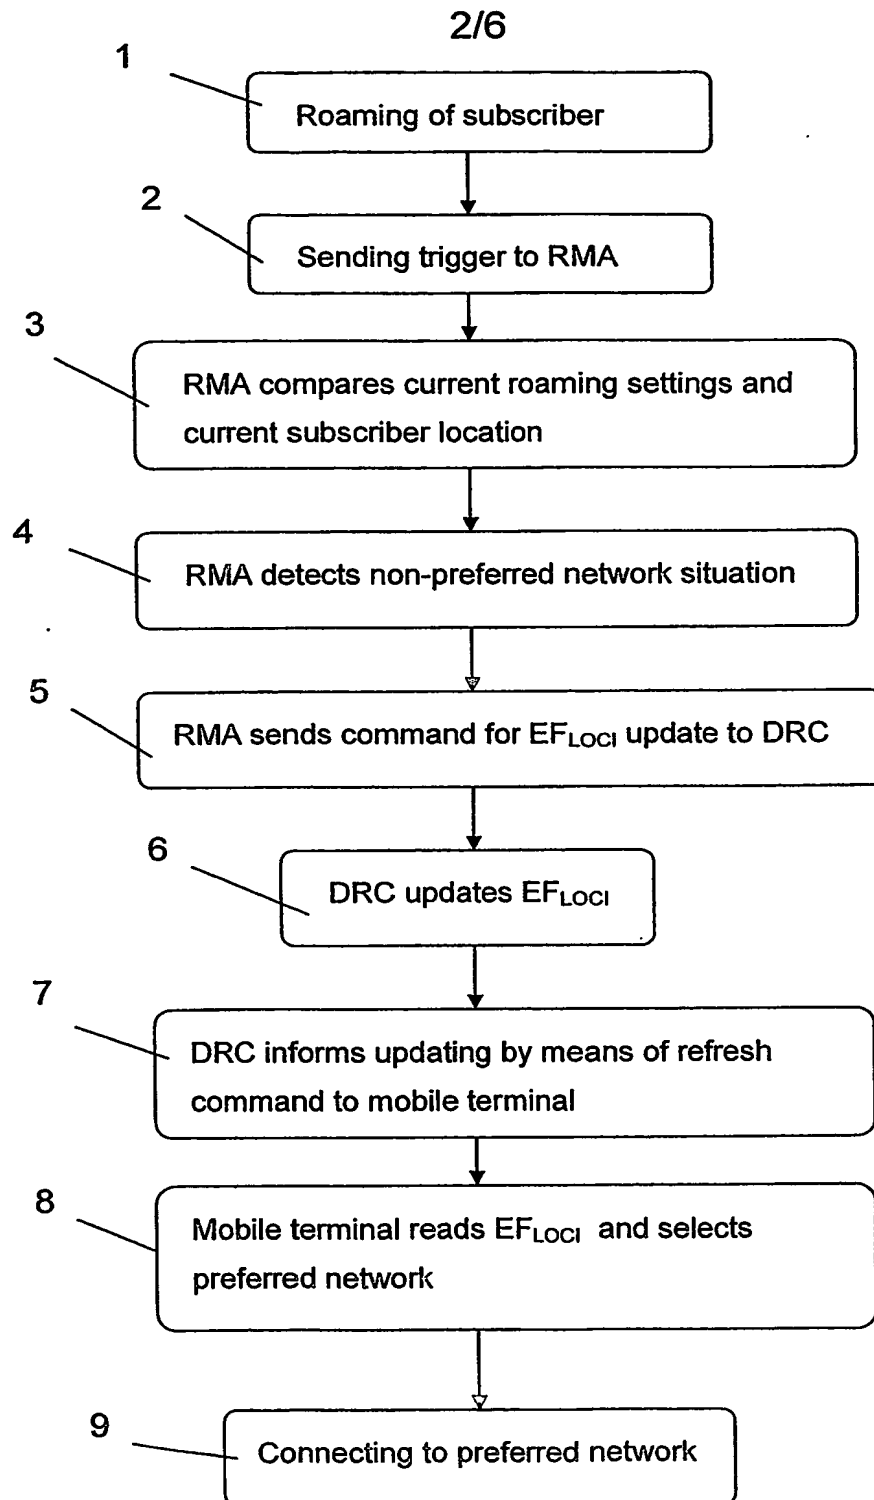 2/6
1
Roaming of subscriber
2
Sending trigger to RMA
3
RMA compares current roaming settings and
current subscriber location
4
RMA detects non-preferred network situation
5
RMA sends command for EF_LOCI update to DRC
6
DRC updates EF_LOCI
7
DRC informs updating by means of refresh
command to mobile terminal
8
Mobile terminal reads EF_LOCI and selects
preferred network
9
Connecting to preferred network